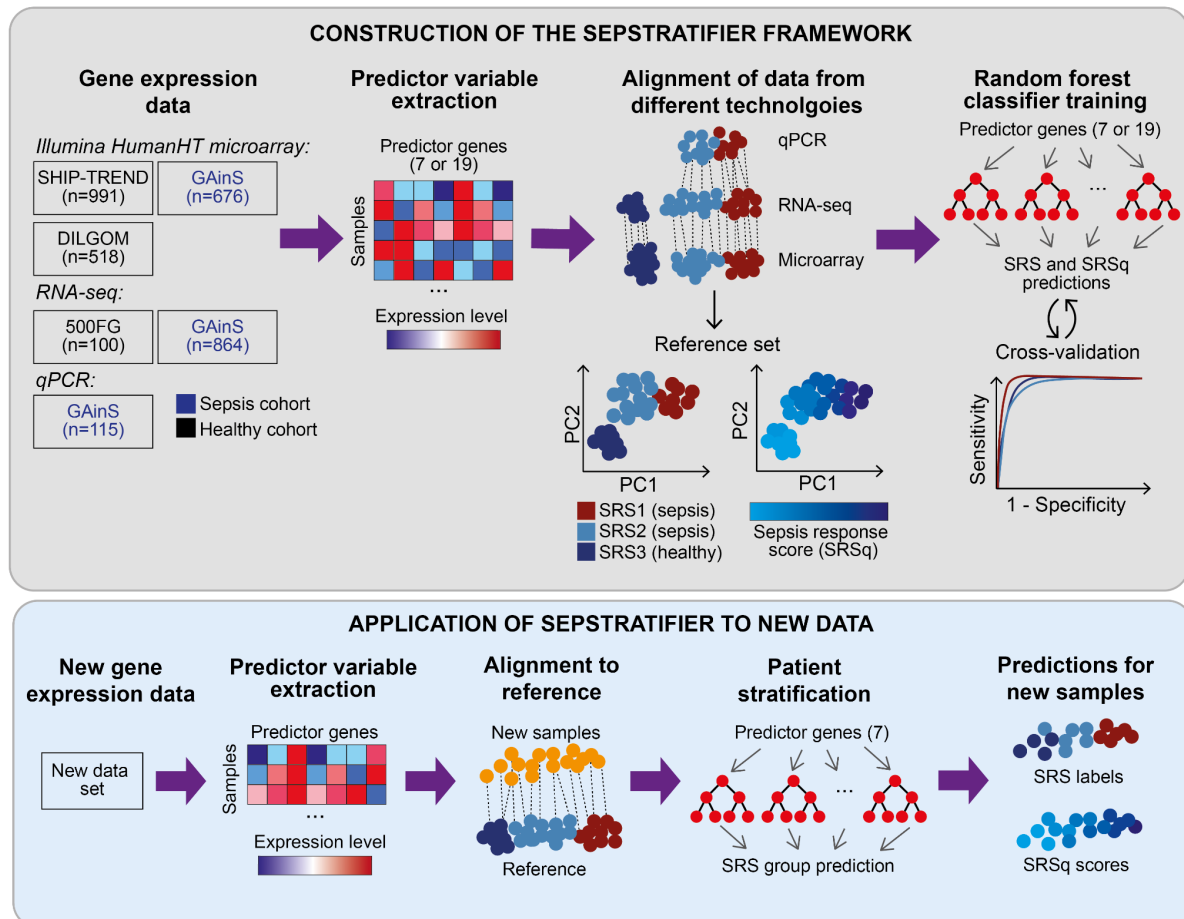 CONSTRUCTION OF THE SEPSTRATIFIER FRAMEWORK
Gene expression
data
Illumina HumanHT microarray:
SHIP-TREND
(n=991)
GAinS
(n=676)
DILGOM
(n=518)
RNA-seq:
500FG
(n=100)
GAinS
(n=864)
qPCR:
GAinS
(n=115)
Sepsis cohort
Healthy cohort
Predictor variable
extraction
Predictor genes
(7 or 19)
Samples
...
Expression level
Alignment of data from
different technolgoies
qPCR
RNA-seq
Microarray
Reference set
PC2
PC1
PC2
PC1
SRS1 (sepsis)
SRS2 (sepsis)
SRS3 (healthy)
Sepsis response
score (SRSq)
Random forest
classifier training
Predictor genes (7 or 19)
...
SRS and SRSq
predictions
Cross-validation
Sensitivity
1 - Specificity
APPLICATION OF SEPSTRATIFIER TO NEW DATA
New gene
expression data
New data
set
Predictor variable
extraction
Predictor genes
Samples
...
Expression level
Alignment to
reference
New samples
Reference
Patient
stratification
Predictor genes (7)
...
SRS group prediction
Predictions for
new samples
SRS labels
SRSq scores